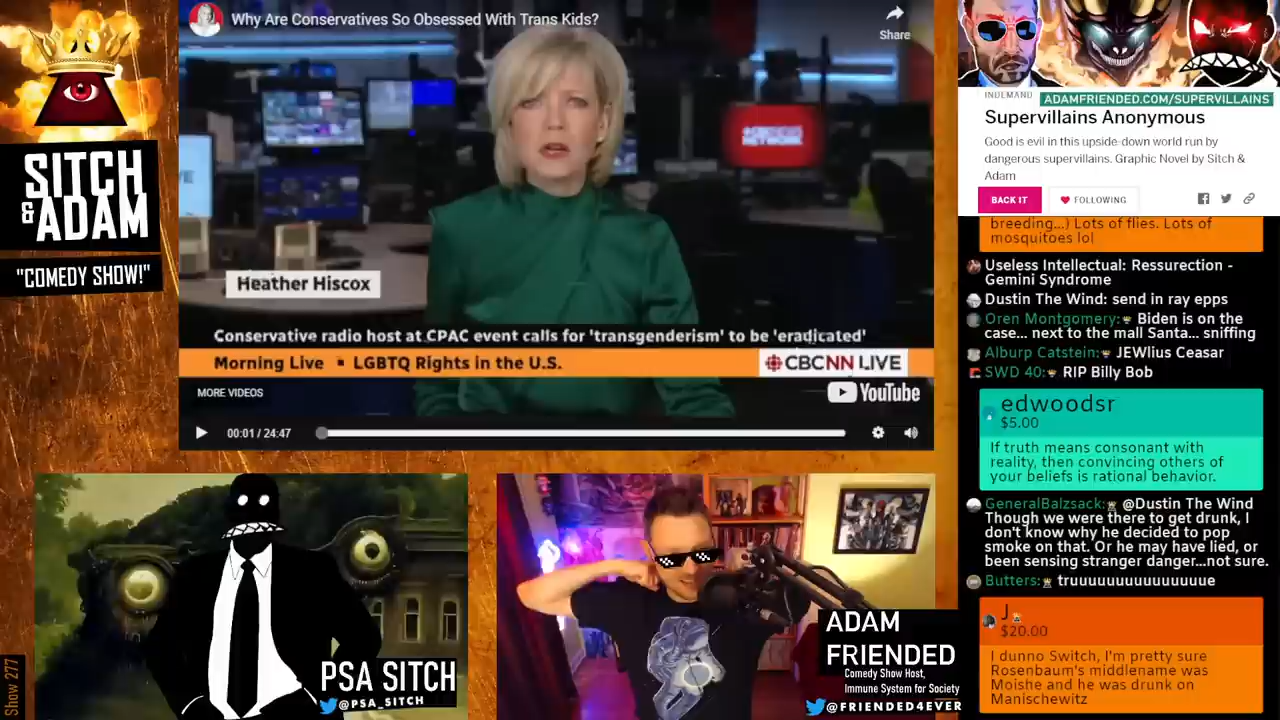 SITCH
& ADAM
"COMEDY SHOW!"
Show 277
Why Are Conservatives So Obsessed With Trans Kids?
Share
Heather Hiscox
Conservative radio host at CPAC event calls for 'transgenderism' to be 'eradicated'
Morning Live ▪ LGBTQ Rights in the U.S.
CBCNN LIVE
MORE VIDEOS
YouTube
00:01 / 24:47
PSA SITCH
@PSA_SITCH
ADAM
FRIENDED
Comedy Show Host,
Immune System for Society
@FRIENDED4EVER
INDEMAND
ADAMFRIENDED.COM/SUPERVILLAINS
Supervillains Anonymous
Good is evil in this upside-down world run by
dangerous supervillains. Graphic Novel by Sitch &
Adam
BACK IT
FOLLOWING
breeding...) Lots of flies. Lots of
mosquitoes lol
Useless Intellectual: Ressurection -
Gemini Syndrome
Dustin The Wind: send in ray epps
Oren Montgomery: Biden is on the
case... next to the mall Santa... sniffing
Alburp Catstein: JEWlius Ceasar
SWD 40: RIP Billy Bob
edwoodsr
$5.00
If truth means consonant with
reality, then convincing others of
your beliefs is rational behavior.
GeneralBalzsack: @Dustin The Wind
Though we were there to get drunk, I
don't know why he decided to pop
smoke on that. Or he may have lied, or
been sensing stranger danger...not sure.
Butters: truuuuuuuuuuuuuuue
J
$20.00
I dunno Switch, I'm pretty sure
Rosenbaum's middlename was
Moishe and he was drunk on
Manischewitz